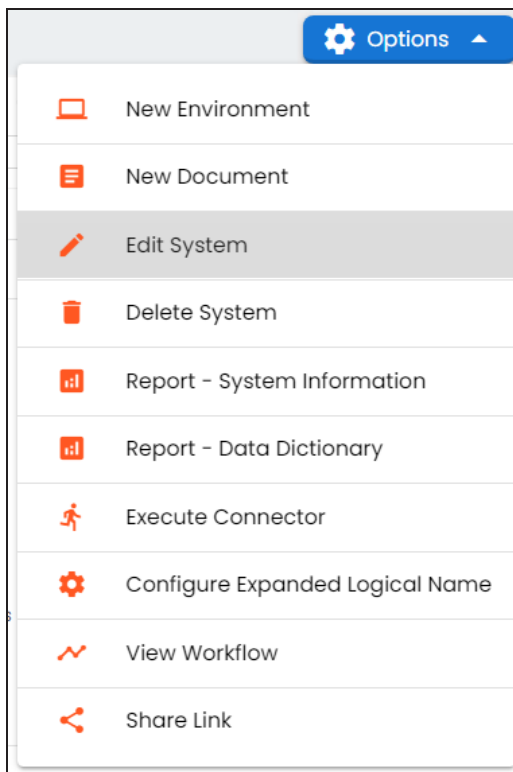 Options
New Environment
New Document
Edit System
Delete System
Report - System Information
Report - Data Dictionary
Execute Connector
Configure Expanded Logical Name
s
View Workflow
Share Link